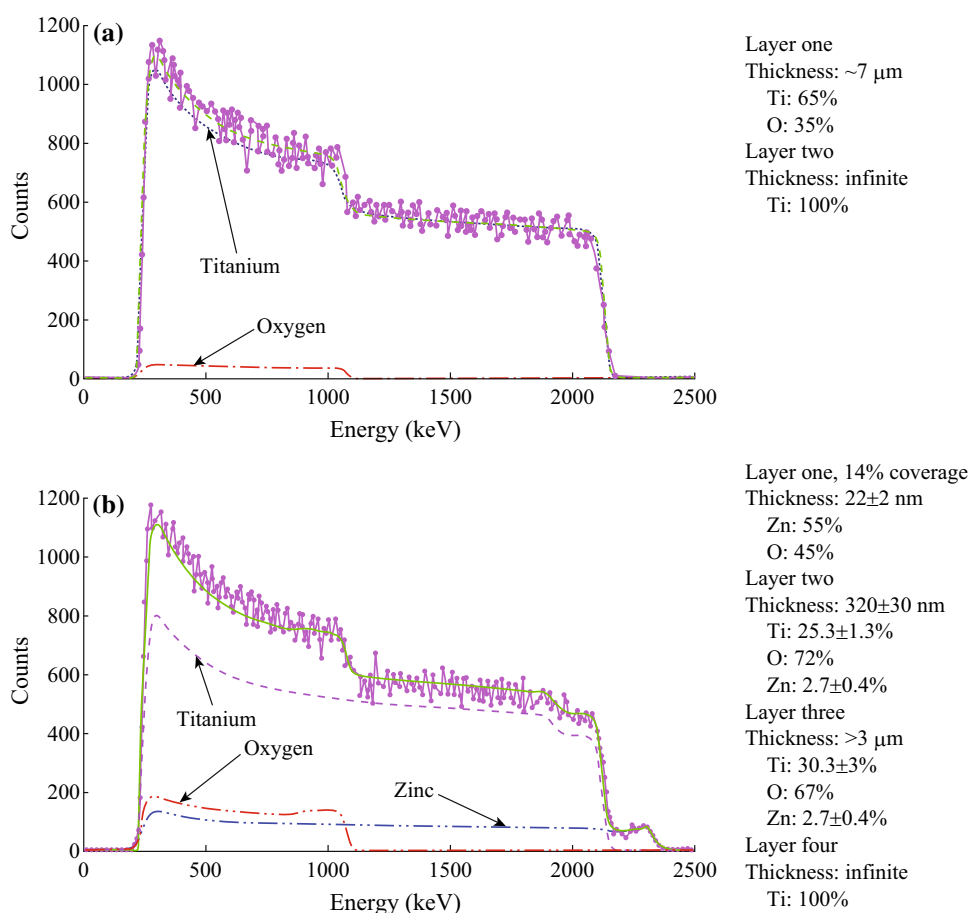 (a)
1200
1000
800
600
400
200
0
Counts
Titanium
Oxygen
0 500 1000 1500 2000 2500
Energy (keV)
Layer one
Thickness: ~7 μm
Ti: 65%
O: 35%
Layer two
Thickness: infinite
Ti: 100%
(b)
1200
1000
800
600
400
200
0
Counts
Titanium
Oxygen
Zinc
0 500 1000 1500 2000 2500
Energy (keV)
Layer one, 14% coverage
Thickness: 22±2 nm
Zn: 55%
O: 45%
Layer two
Thickness: 320±30 nm
Ti: 25.3±1.3%
O: 72%
Zn: 2.7±0.4%
Layer three
Thickness: >3 μm
Ti: 30.3±3%
O: 67%
Zn: 2.7±0.4%
Layer four
Thickness: infinite
Ti: 100%